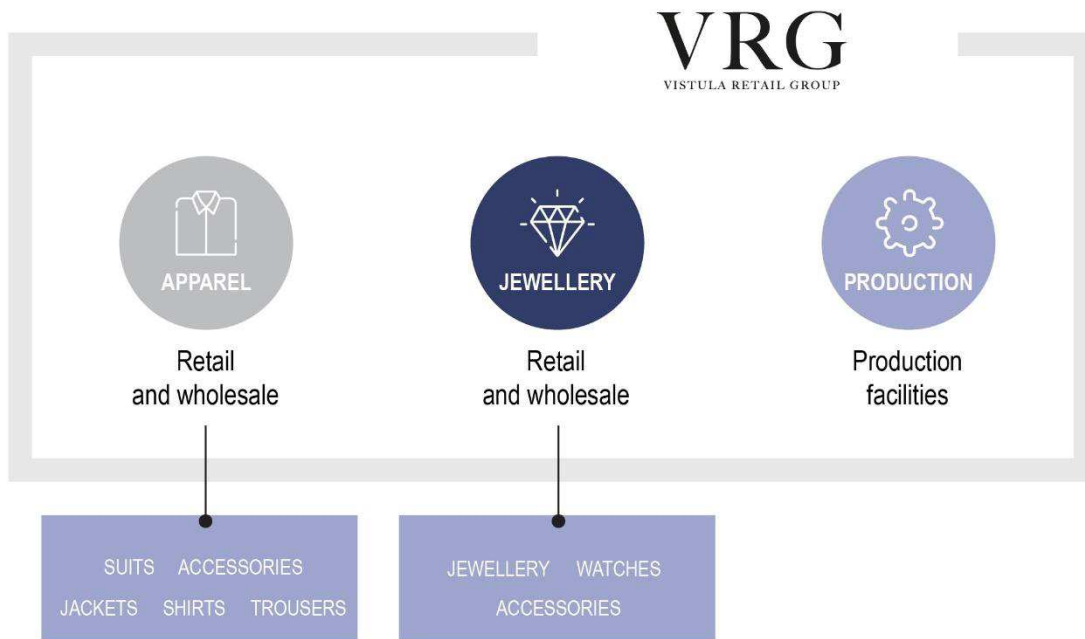 VRG
VISTULA RETAIL GROUP
APPAREL
JEWELLERY
PRODUCTION
Retail
and wholesale
Retail
and wholesale
Production
facilities
SUITS ACCESSORIES
JACKETS SHIRTS TROUSERS
JEWELLERY WATCHES
ACCESSORIES